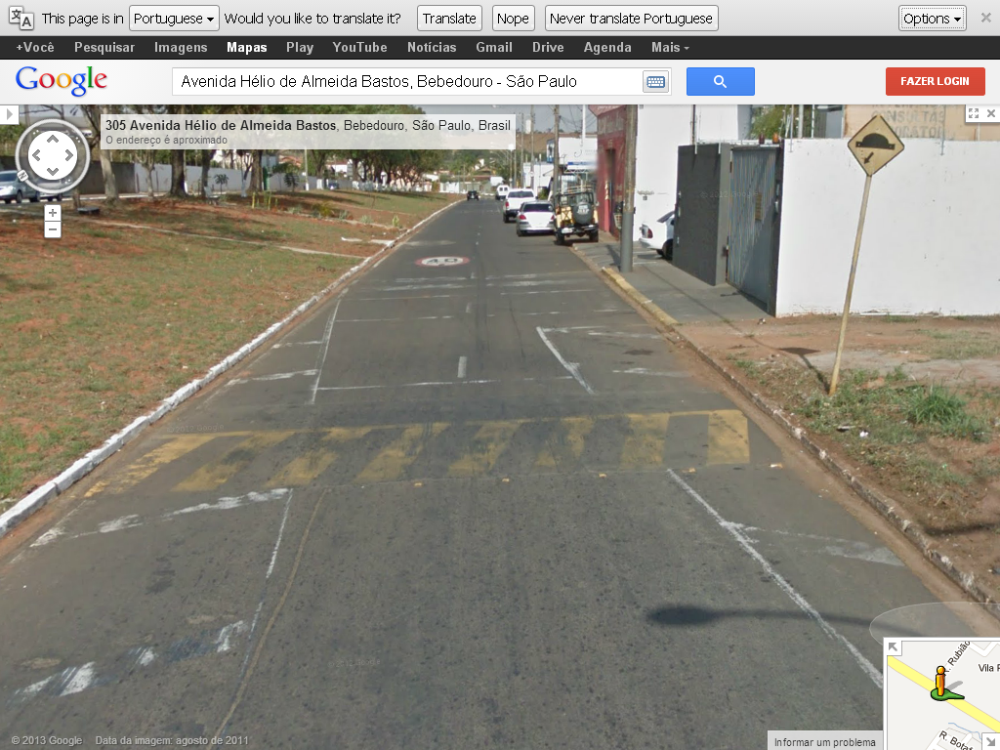 This page is in Portuguese Would you like to translate it? Translate Nope Never translate Portuguese Options
+Você Pesquisar Imagens Mapas Play YouTube Notícias Gmail Drive Agenda Mais
Google Avenida Hélio de Almeida Bastos, Bebedouro - São Paulo FAZER LOGIN
305 Avenida Hélio de Almeida Bastos, Bebedouro, São Paulo, Brasil
O endereço é aproximado
N
+
−
40
R. Rubião
Vila
R. Botaf
© 2013 Google Data da imagem: agosto de 2011
Informar um problema